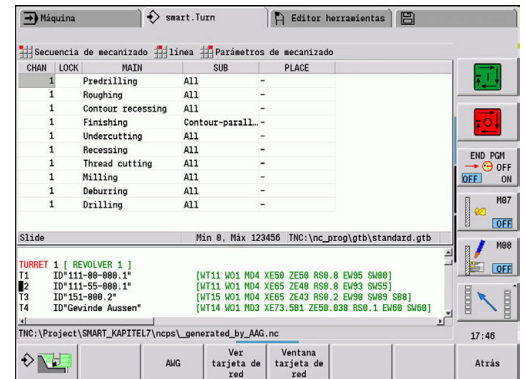 Máquina smart.Turn Editor herramientas
Secuencia de mecanizado línea Parámetros de mecanizado
CHAN LOCK MAIN SUB PLACE
1 Predrilling All -
1 Roughing All -
1 Contour recessing All -
1 Finishing Contour-parall… -
1 Undercutting All -
1 Recessing All -
1 Thread cutting All -
1 Milling All -
1 Deburring All -
1 Drilling All -
Slide Min 0, Máx 123456 TNC:\nc_prog\gtb\standard.gtb
TURRET 1 [ REVOLVER 1 ]
T1 ID"111-80-080.1" [WT11 WO1 MD4 XE50 ZE50 RS0.8 EW95 SW80]
2 ID"111-55-080.1" [WT11 WO1 MD4 XE65 ZE48 RS0.8 EW93 SW55]
T3 ID"151-800.2" [WT15 WO1 MD4 XE65 ZE43 RS0.2 EW90 SW89 SB8]
T4 ID"Gevinde Aussen" [WT14 WO1 MD3 XE73.501 ZE50.038 RS0.1 EW60 SW60]
TNC:\Project\SMART_KAPITEL7\ncps\_generated_by_AAG.nc
AWG
Ver tarjeta de red
Ventana tarjeta de red
Atrás
1
0
END PGM
OFF
OFF ON
M07
OFF
M08
OFF
17:46